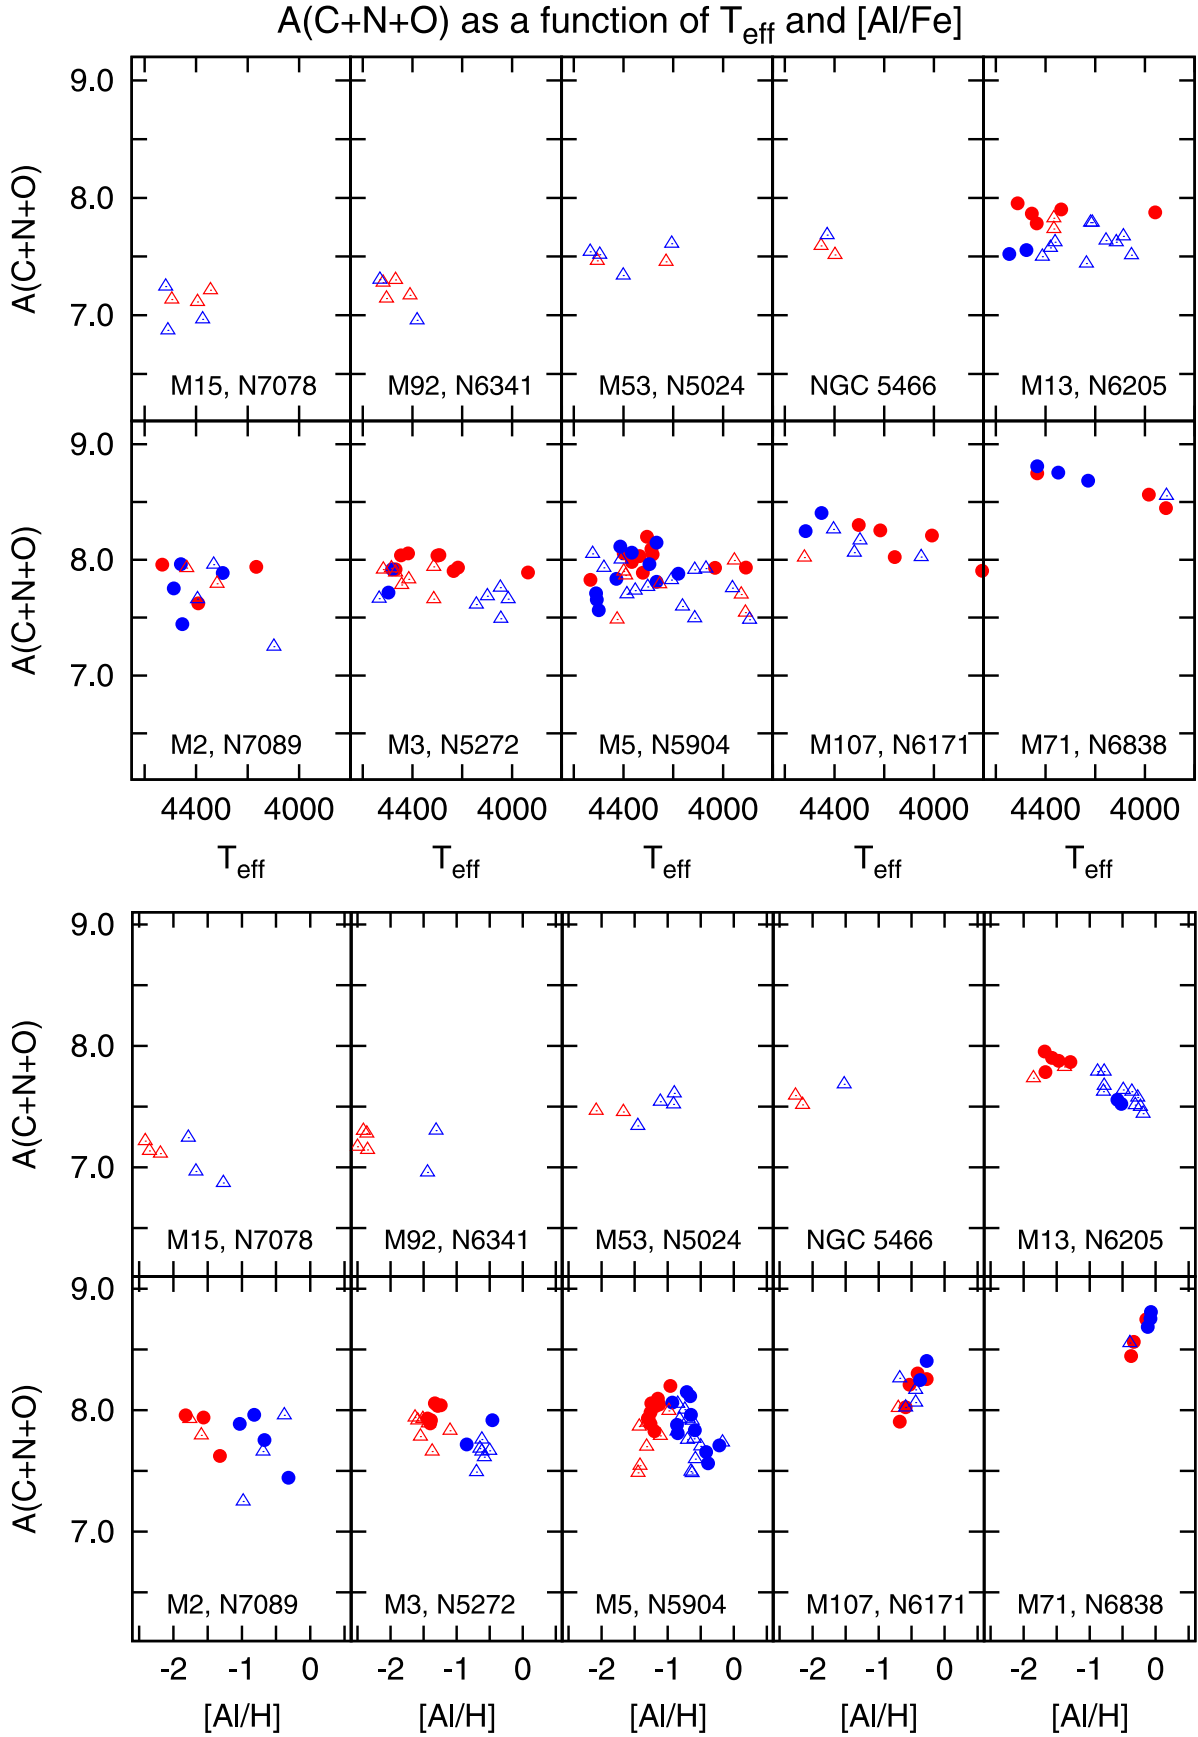 A(C+N+O) as a function of Teff and [Al/Fe]
9.0
8.0
7.0
A(C+N+O)
M15, N7078
M92, N6341
M53, N5024
NGC 5466
M13, N6205
9.0
8.0
7.0
A(C+N+O)
M2, N7089
M3, N5272
M5, N5904
M107, N6171
M71, N6838
4400 4000 4400 4000 4400 4000 4400 4000 4400 4000
Teff Teff Teff Teff Teff
9.0
8.0
7.0
A(C+N+O)
M15, N7078
M92, N6341
M53, N5024
NGC 5466
M13, N6205
9.0
8.0
7.0
A(C+N+O)
M2, N7089
M3, N5272
M5, N5904
M107, N6171
M71, N6838
-2 -1 0 -2 -1 0 -2 -1 0 -2 -1 0 -2 -1 0
[Al/H] [Al/H] [Al/H] [Al/H] [Al/H]